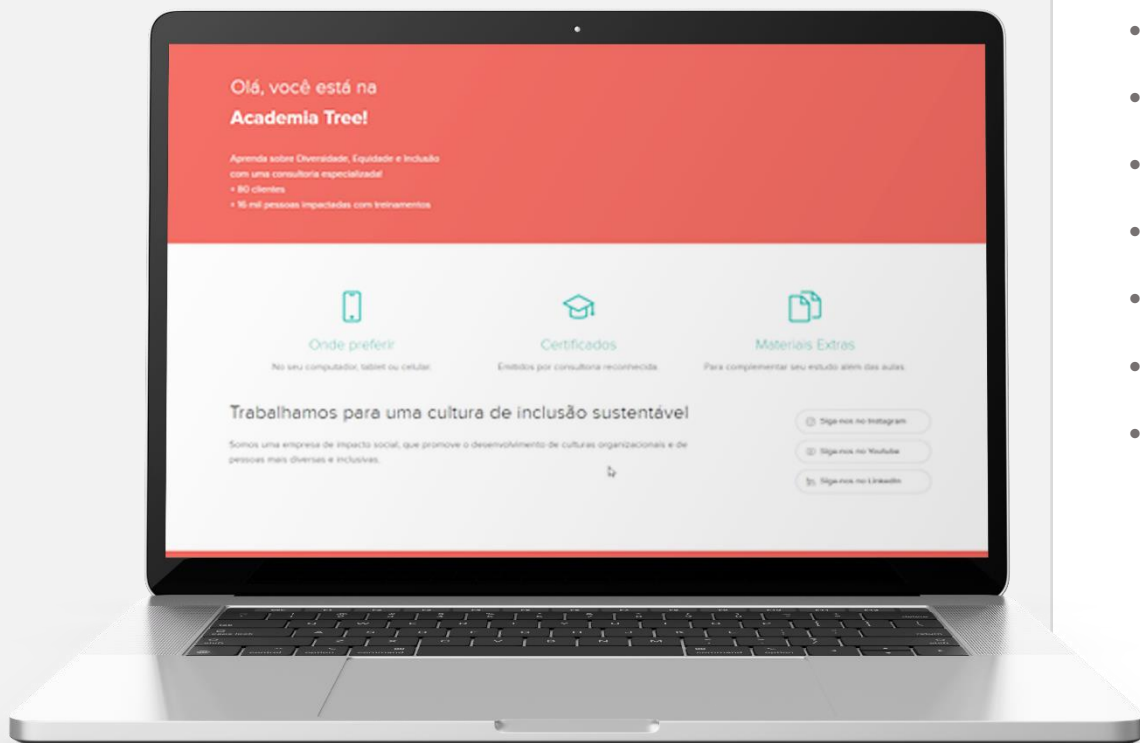 Olá, você está na
Academia Tree!
Aprenda sobre Diversidade, Equidade e Inclusão
com uma consultoria especializada!
+ 80 clientes
+ 16 mil pessoas impactadas com treinamentos
Onde preferir
No seu computador, tablet ou celular.
Certificados
Emitidos por consultoria reconhecida.
Materiais Extras
Para complementar seu estudo além das aulas.
Trabalhamos para uma cultura de inclusão sustentável
Somos uma empresa de impacto social, que promove o desenvolvimento de culturas organizacionais e de
pessoas mais diversas e inclusivas.
Siga-nos no Instagram
Siga-nos no Youtube
Siga-nos no LinkedIn